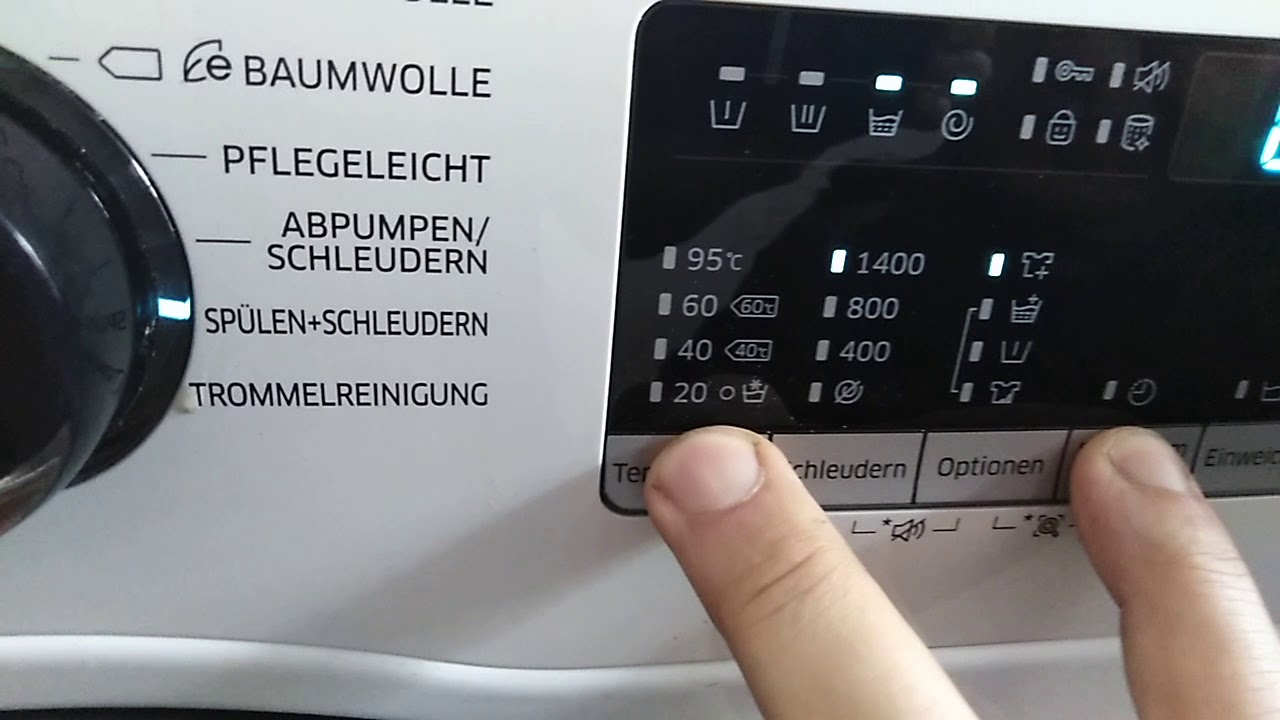 BAUMWOLLE
PFLEGELEICHT
ABPUMPEN/
SCHLEUDERN
SPÜLEN+SCHLEUDERN
TROMMELREINIGUNG
95°c 1400
60 60°c 800
40 40°c 400
20
chleudern Optionen Einweic